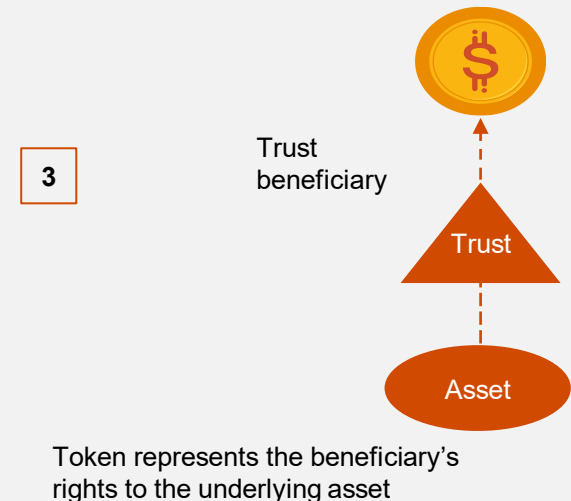 $
3
Trust
beneficiary
Trust
Asset
Token represents the beneficiary's
rights to the underlying asset